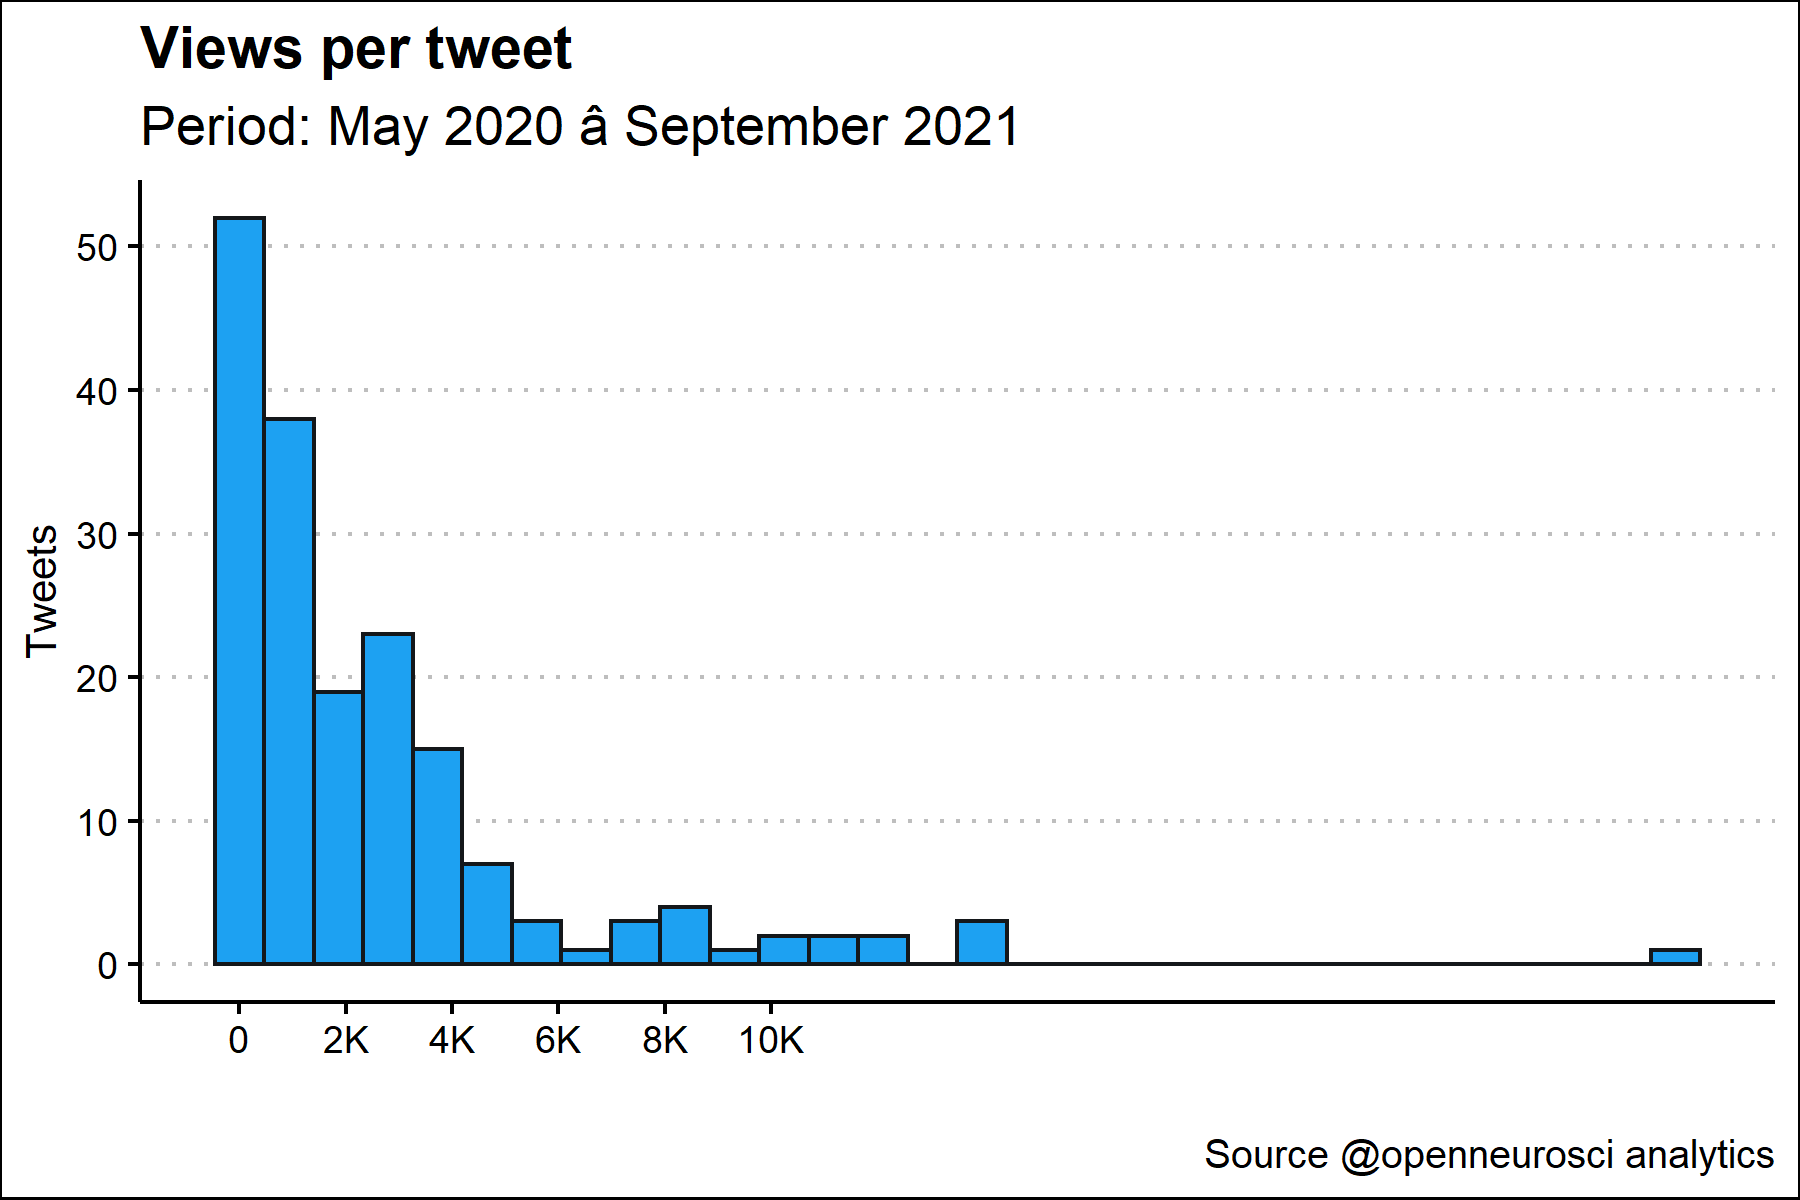 Views per tweet
Period: May 2020 â September 2021
Tweets
50
40
30
20
10
0
0 2K 4K 6K 8K 10K
Source @openneurosci analytics